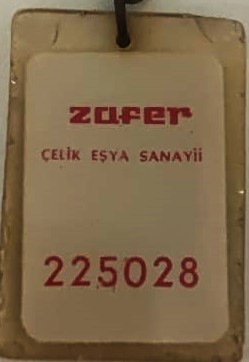 zafer
ÇELİK EŞYA SANAYİİ
225028